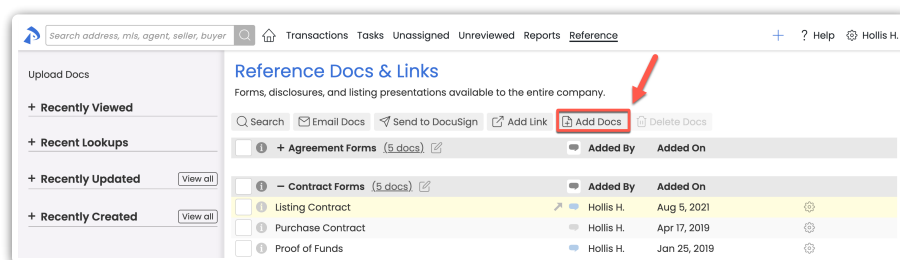 Search address, mls, agent, seller, buyer Search Transactions Tasks Unassigned Unreviewed Reports Reference + ? Help Hollis H.
Upload Docs
+ Recently Viewed
+ Recent Lookups
+ Recently Updated View all
+ Recently Created View all
Reference Docs & Links
Forms, disclosures, and listing presentations available to the entire company.
Search Email Docs Send to DocuSign Add Link Add Docs Delete Docs
+ Agreement Forms (5 docs) Added By Added On
− Contract Forms (5 docs) Added By Added On
Listing Contract Hollis H. Aug 5, 2021
Purchase Contract Hollis H. Apr 17, 2019
Proof of Funds Hollis H. Jan 25, 2019